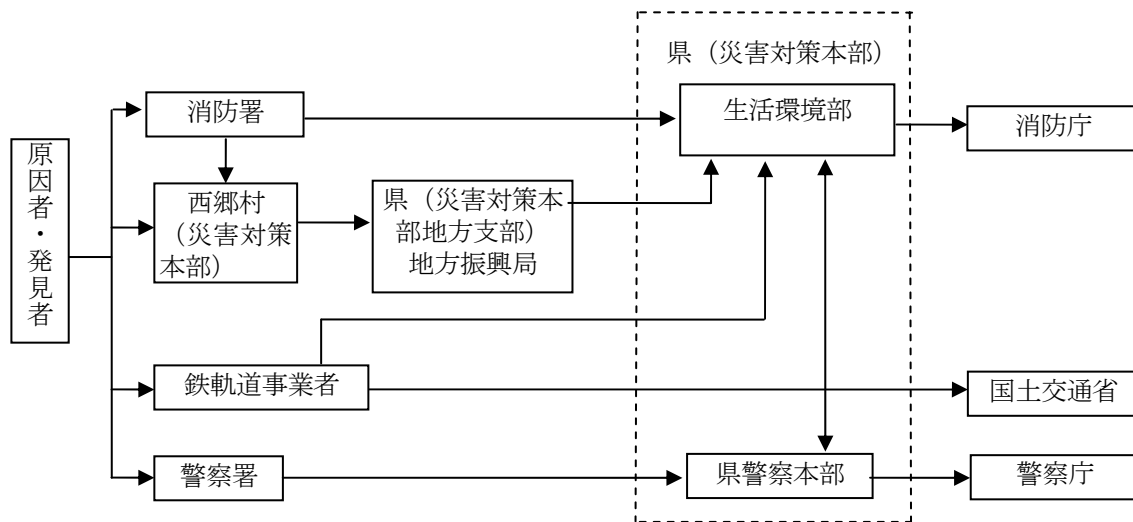 県（災害対策本部）
消防署
生活環境部
消防庁
原因者・発見者
西郷村
（災害対策
本部）
県（災害対策本
部地方支部）
地方振興局
鉄軌道事業者
国土交通省
警察署
県警察本部
警察庁